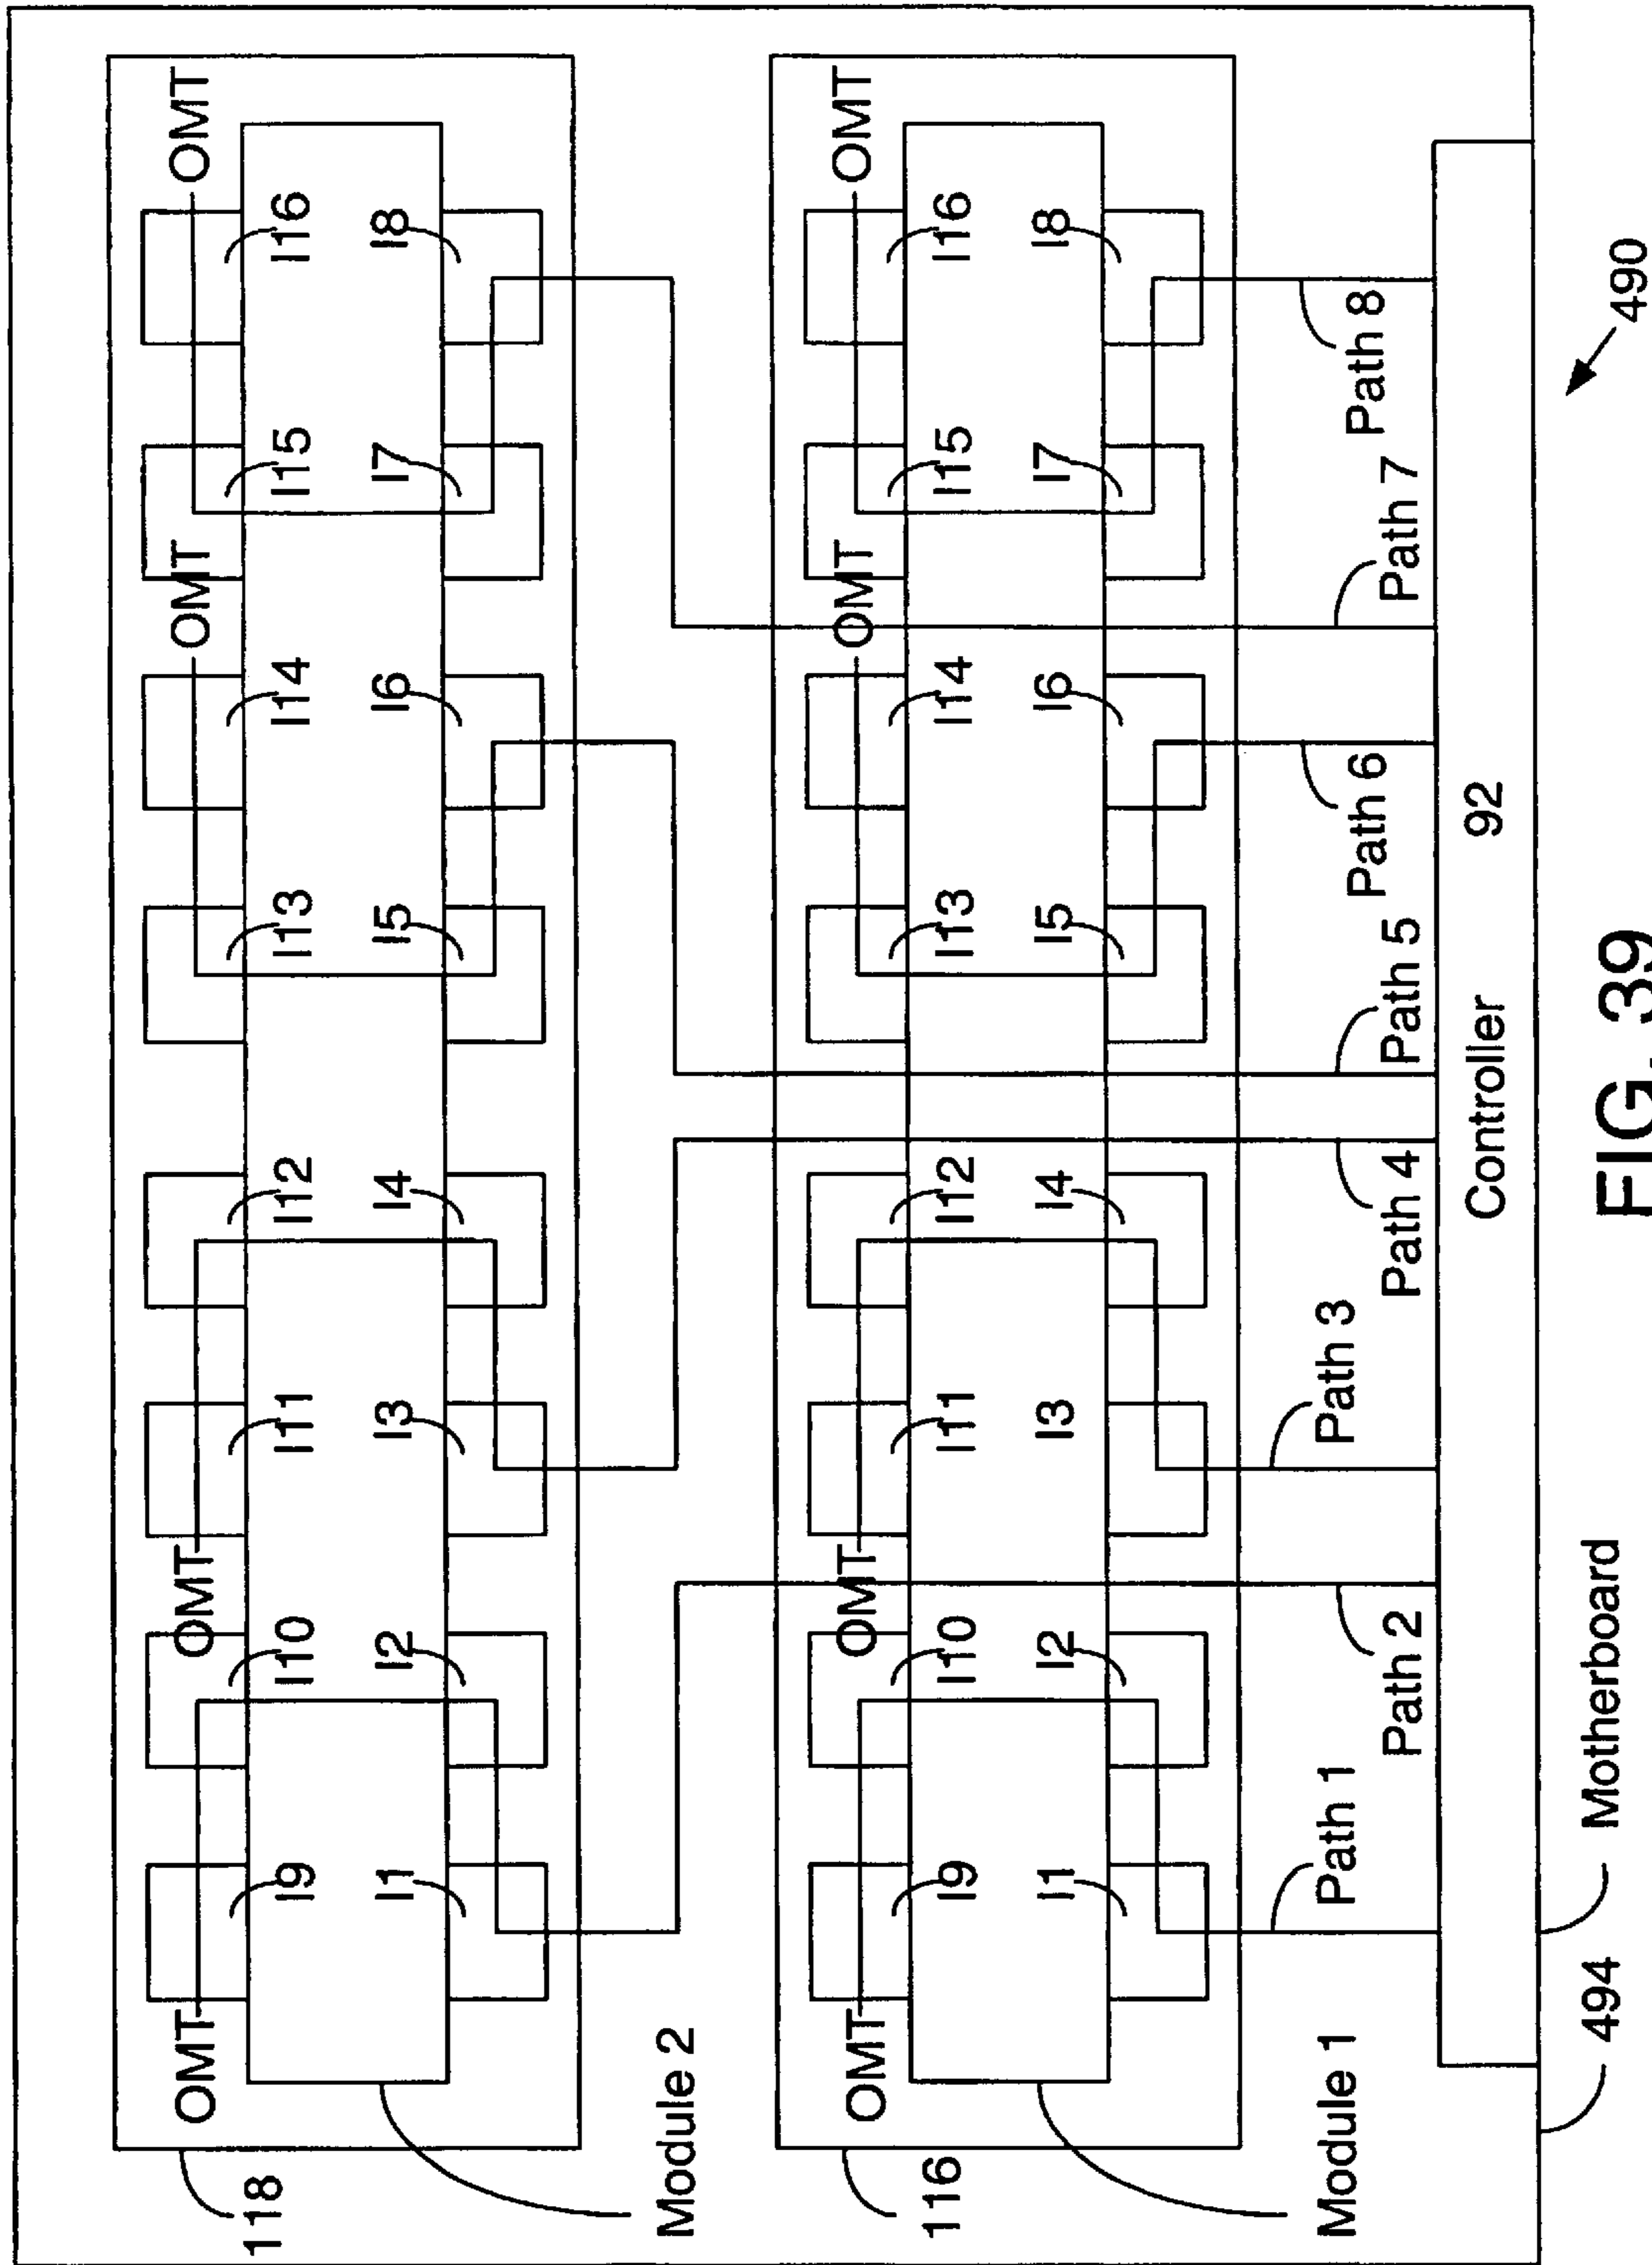 OMT OMT OMT OMT
118 I9 I10 I11 I12 I13 I14 I15 I16
I1 I2 I3 I4 I5 I6 I7 I8
Module 2
OMT OMT OMT OMT
116 I9 I10 I11 I12 I13 I14 I15 I16
I1 I2 I3 I4 I5 I6 I7 I8
Module 1 Path 1 Path 3 Path 6 Path 8
Path 2 Path 4 Path 5 Path 7
Controller 92
494 Motherboard 490
FIG. 39